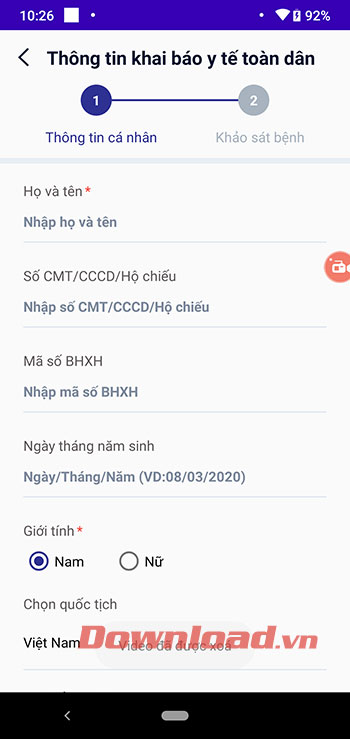 10:26 92%
Thông tin khai báo y tế toàn dân
1 2
Thông tin cá nhân Khảo sát bệnh
Họ và tên *
Nhập họ và tên
Số CMT/CCCD/Hộ chiếu
Nhập số CMT/CCCD/Hộ chiếu
Mã số BHXH
Nhập mã số BHXH
Ngày tháng năm sinh
Ngày/Tháng/Năm (VD:08/03/2020)
Giới tính *
Nam Nữ
Chọn quốc tịch
Việt Nam
Download.vn
Video đã được xoá